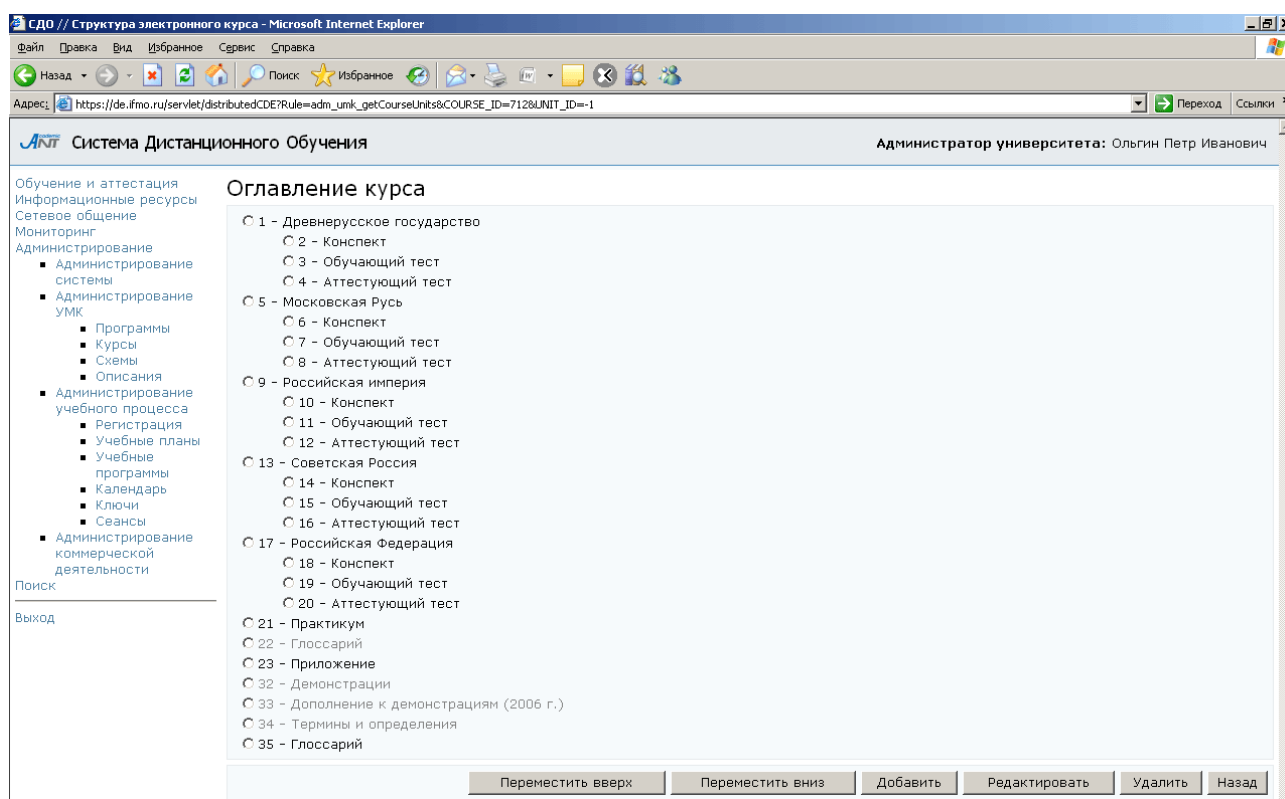 СДО // Структура электронного курса - Microsoft Internet Explorer
Файл Правка Вид Избранное Сервис Справка
Назад Поиск Избранное
Адрес: https://de.ifmo.ru/servlet/distributedCDE?Rule=adm_umk_getCourseUnits&COURSE_ID=712&UNIT_ID=-1 Переход Ссылки
academic ANT Система Дистанционного Обучения Администратор университета: Ольгин Петр Иванович
Обучение и аттестация
Информационные ресурсы
Сетевое общение
Мониторинг
Администрирование
Администрирование
системы
Администрирование
УМК
Программы
Курсы
Схемы
Описания
Администрирование
учебного процесса
Регистрация
Учебные планы
Учебные
программы
Календарь
Ключи
Сеансы
Администрирование
коммерческой
деятельности
Поиск
Выход
Оглавление курса
1 - Древнерусское государство
2 - Конспект
3 - Обучающий тест
4 - Аттестующий тест
5 - Московская Русь
6 - Конспект
7 - Обучающий тест
8 - Аттестующий тест
9 - Российская империя
10 - Конспект
11 - Обучающий тест
12 - Аттестующий тест
13 - Советская Россия
14 - Конспект
15 - Обучающий тест
16 - Аттестующий тест
17 - Российская Федерация
18 - Конспект
19 - Обучающий тест
20 - Аттестующий тест
21 - Практикум
22 - Глоссарий
23 - Приложение
32 - Демонстрации
33 - Дополнение к демонстрациям (2006 г.)
34 - Термины и определения
35 - Глоссарий
Переместить вверх Переместить вниз Добавить Редактировать Удалить Назад